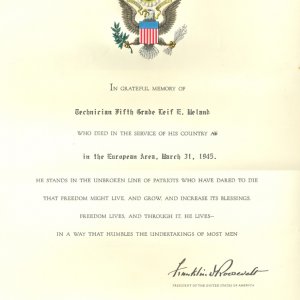 IN GRATEFUL MEMORY OF
Technician Fifth Grade Leif E. Meland
WHO DIED IN THE SERVICE OF HIS COUNTRY
in the European Area, March 31, 1945.
HE STANDS IN THE UNBROKEN LINE OF PATRIOTS WHO HAVE DARED TO DIE
THAT FREEDOM MIGHT LIVE, AND GROW, AND INCREASE ITS BLESSINGS.
FREEDOM LIVES, AND THROUGH IT, HE LIVES—
IN A WAY THAT HUMBLES THE UNDERTAKINGS OF MOST MEN
Franklin D Roosevelt
PRESIDENT OF THE UNITED STATES OF AMERICA